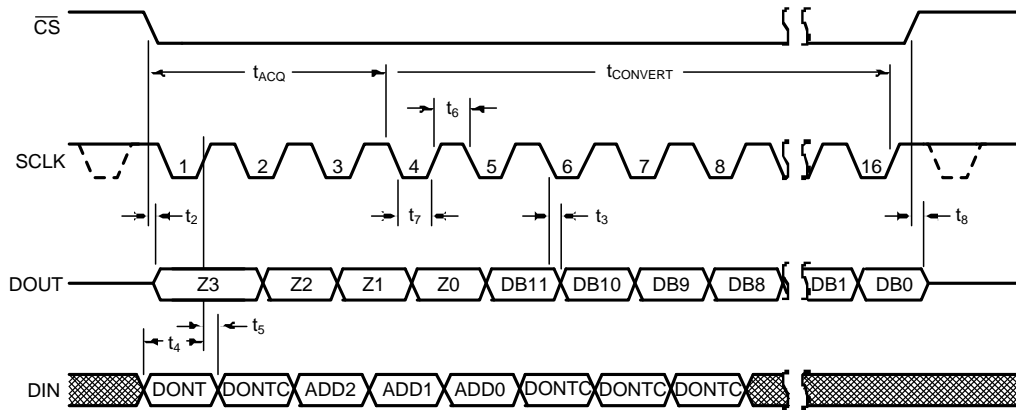 CS
tACQ
tCONVERT
t6
SCLK
1 2 3 4 5 6 7 8 16
t2
t7
t3
t8
DOUT
Z3 Z2 Z1 Z0 DB11 DB10 DB9 DB8 DB1 DB0
t5
t4
DIN
DONT DONTC ADD2 ADD1 ADD0 DONTC DONTC DONTC